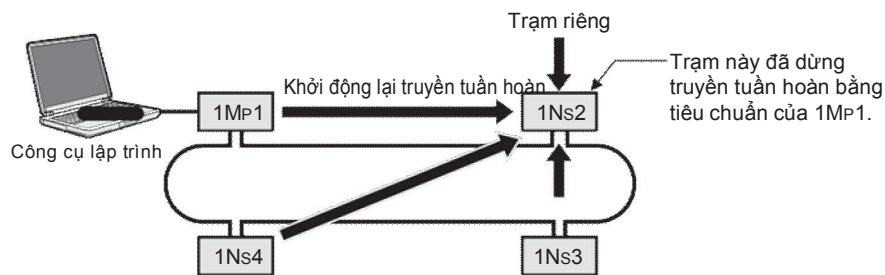 Trạm riêng
Khởi động lại truyền tuần hoàn
1MP1
1NS2
Trạm này đã dừng
truyền tuần hoàn bằng
tiêu chuẩn của 1MP1.
Công cụ lập trình
1NS4
1NS3